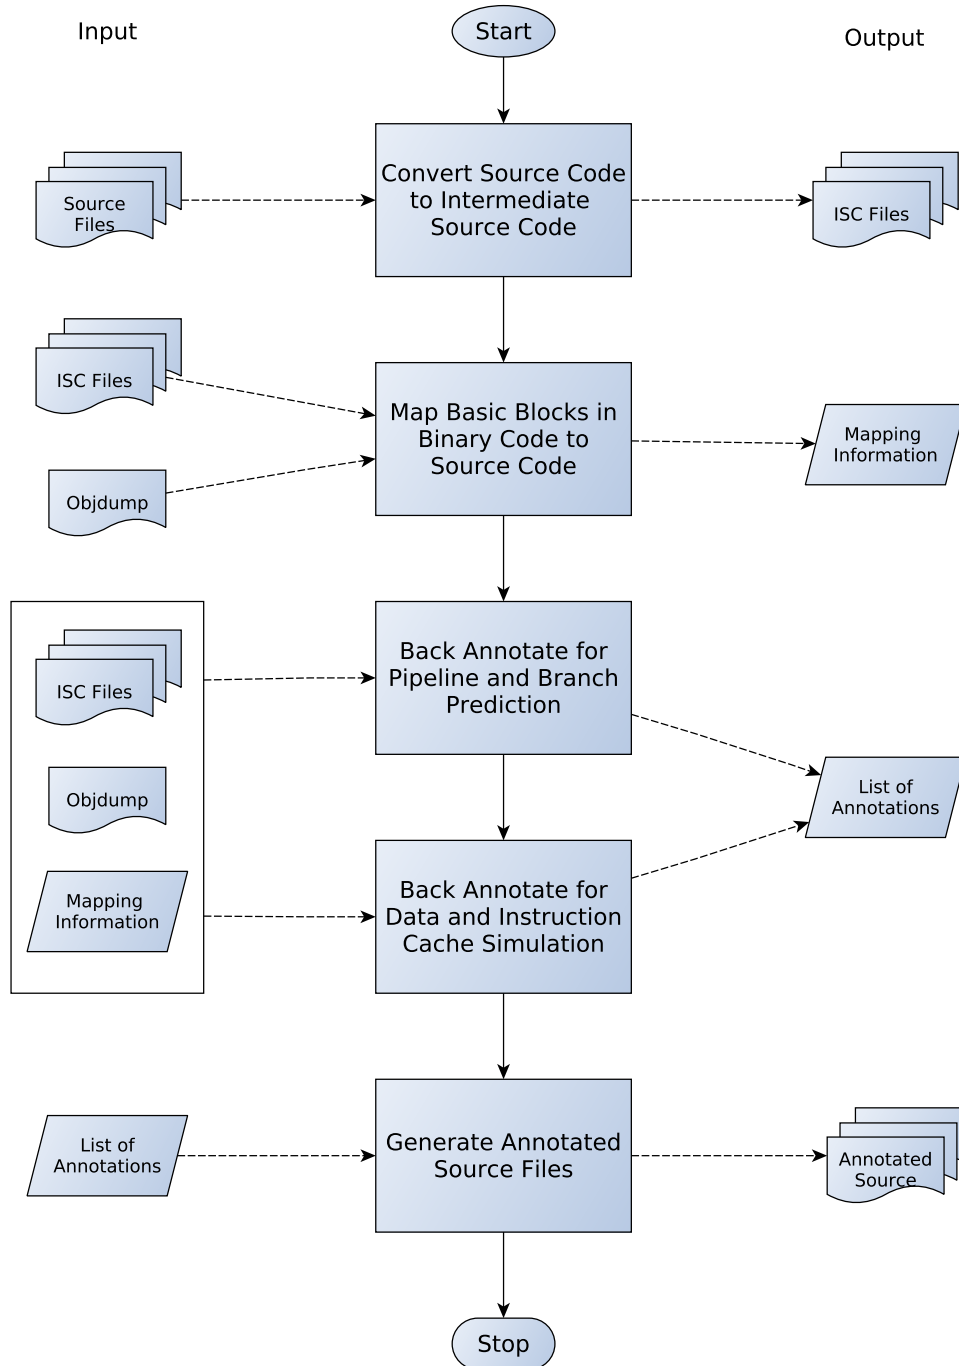 Input
Start
Output
Source
Files
Convert Source Code
to Intermediate
Source Code
ISC Files
ISC Files
Objdump
Map Basic Blocks in
Binary Code to
Source Code
Mapping
Information
ISC Files
Objdump
Mapping
Information
Back Annotate for
Pipeline and Branch
Prediction
Back Annotate for
Data and Instruction
Cache Simulation
List of
Annotations
List of
Annotations
Generate Annotated
Source Files
Annotated
Source
Stop